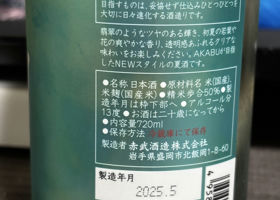 目指すものは、妥協せず仕込みひとつひとつを
大切に日々進化する酒造りです。
翡翠のようなツヤのある輝き、初夏の若葉や
花の爽やかな香り、透明感あふれるクリアな
味わいをお楽しみください。AKABUが目
指したNEWスタイルの夏酒です。
●名称 日本酒 ●原材料名 米(国産)、
米麹(国産米) ●精米歩合50% ●製
造年月は枠下部へ ●アルコール分
13度 ●お酒は二十歳になってから
●内容量720ml
●保存方法 冷蔵庫にて保存
製造者 赤武酒造株式会社
岩手県盛岡市北飯岡1-8-60
製造年月
2025.5